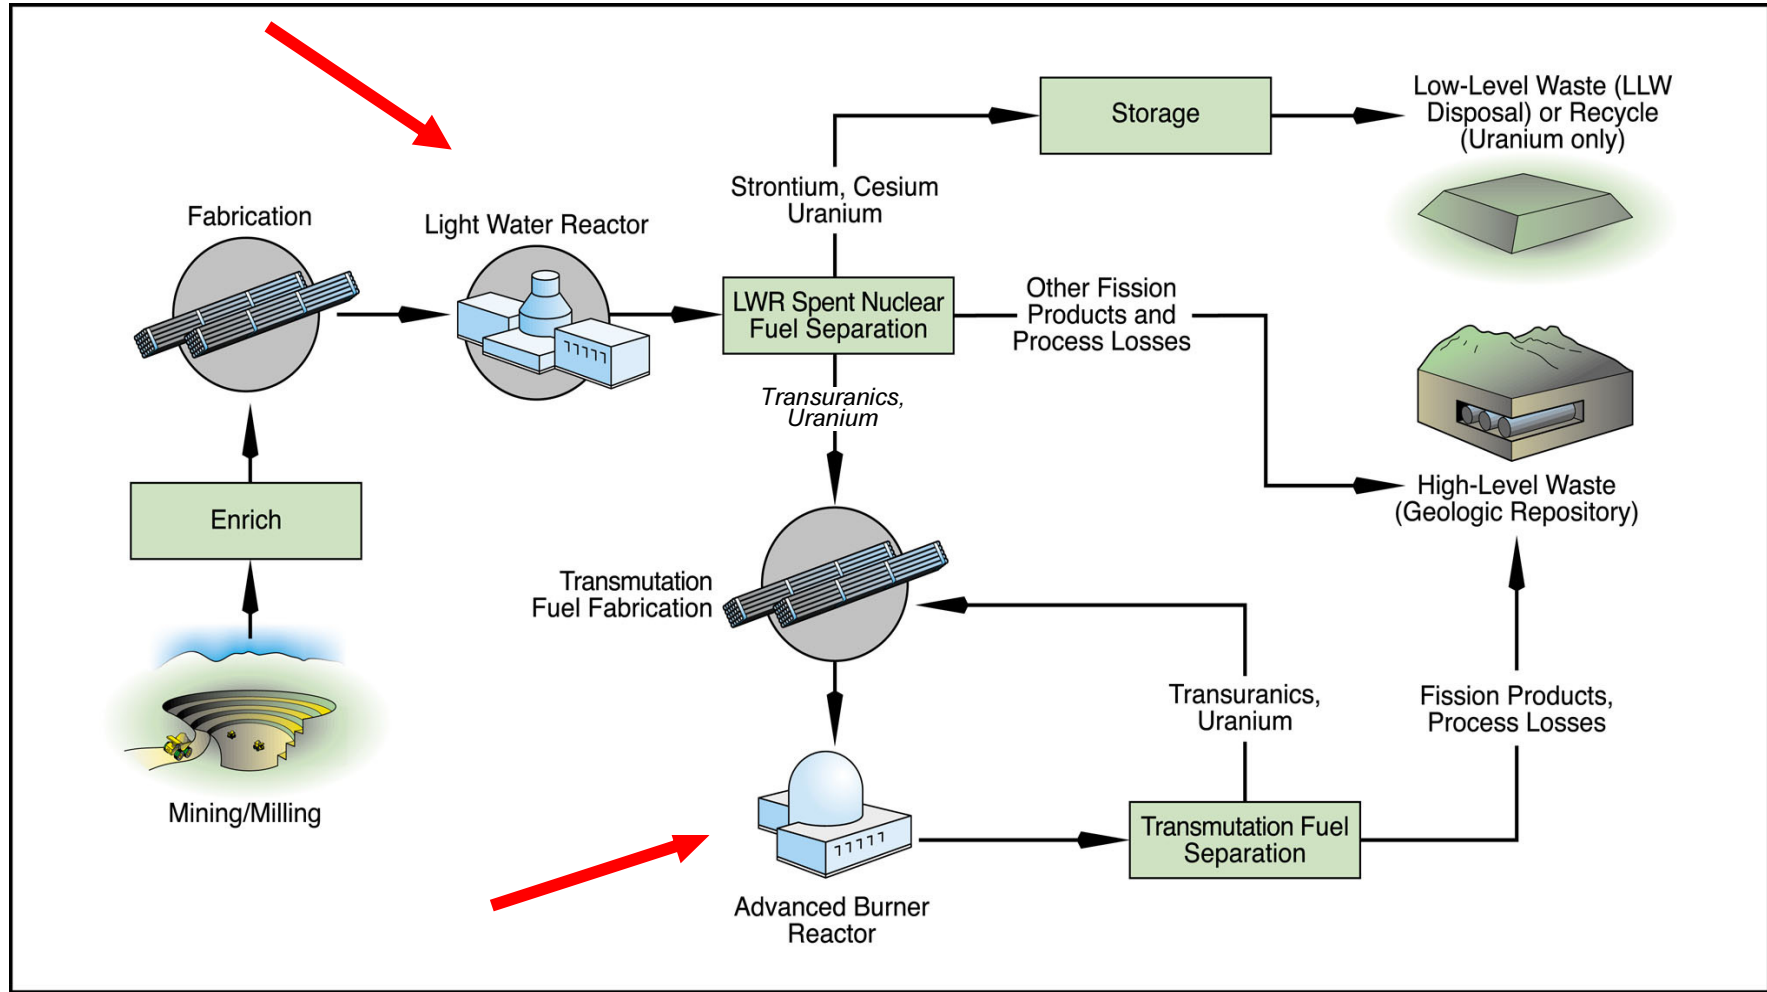 Low-Level Waste (LLW
Disposal) or Recycle
(Uranium only)
Storage
Strontium, Cesium
Uranium
Fabrication
Light Water Reactor
LWR Spent Nuclear
Fuel Separation
Other Fission
Products and
Process Losses
Transuranics,
Uranium
High-Level Waste
(Geologic Repository)
Enrich
Transmutation
Fuel Fabrication
Mining/Milling
Transuranics,
Uranium
Fission Products,
Process Losses
Transmutation Fuel
Separation
Advanced Burner
Reactor